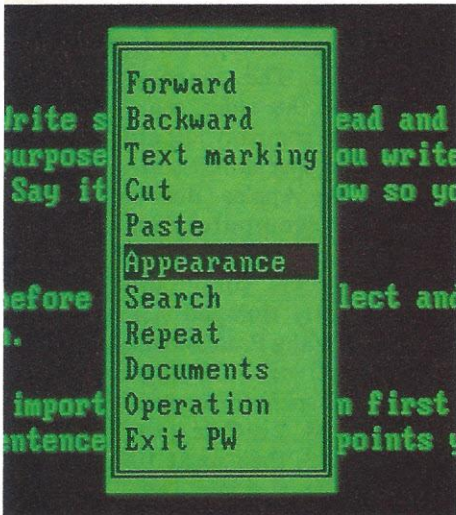 Forward
Backward
Text marking
Cut
Paste
Appearance
Search
Repeat
Documents
Operation
Exit PW
Write s ead and
purpose ou write
Say it ow so yo
before lect and
import n first
entence points y